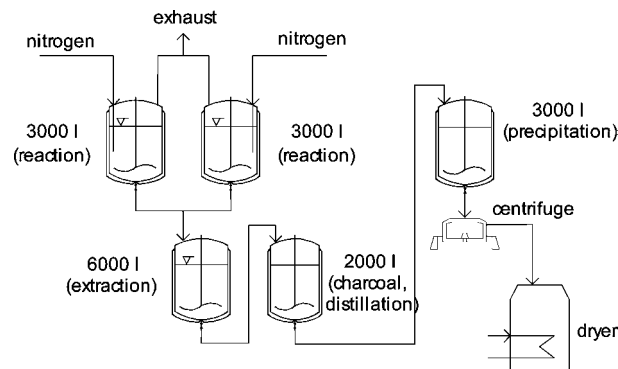 exhaust
nitrogen
nitrogen
3000 l
(reaction)
3000 l
(reaction)
3000 l
(precipitation)
centrifuge
6000 l
(extraction)
2000 l
(charcoal,
distillation)
dryer